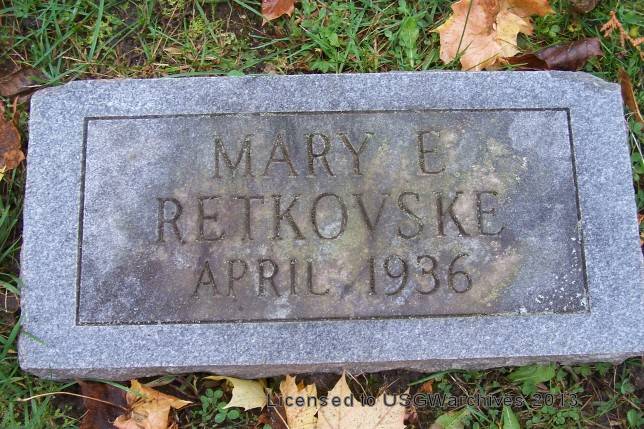 MARY E
RETKOVSKE
APRIL 1936
Licensed to USGWarchives 2013